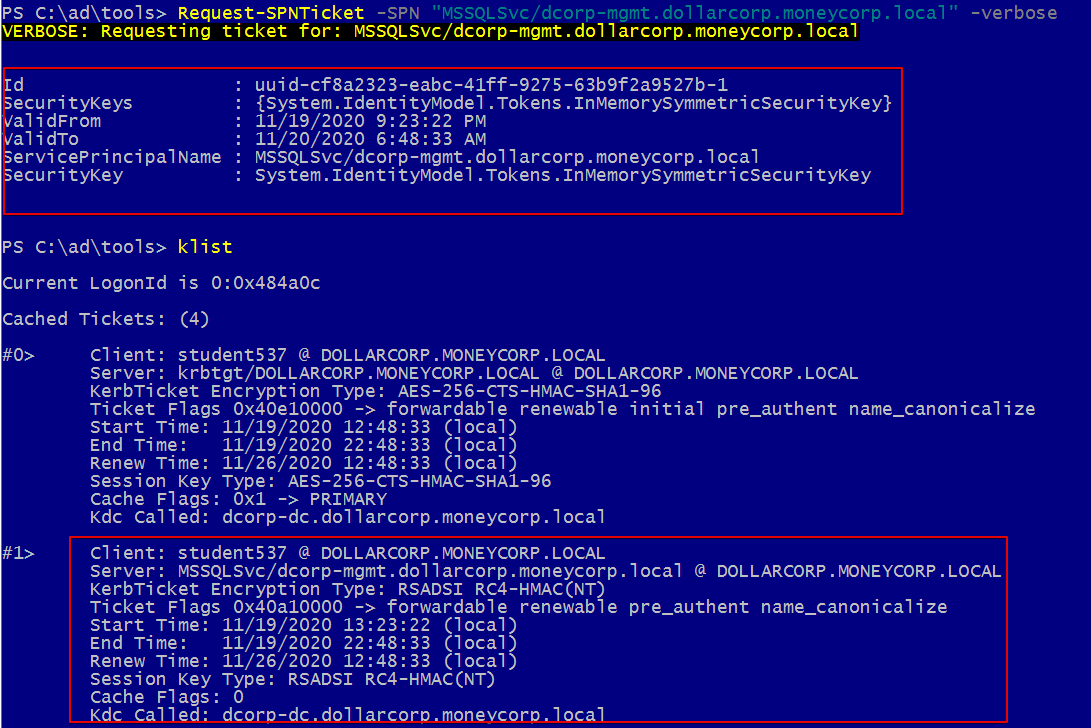 PS C:\ad\tools> Request-SPNTicket -SPN "MSSQLSvc/dcorp-mgmt.dollarcorp.moneycorp.local" -verbose
VERBOSE: Requesting ticket for: MSSQLSvc/dcorp-mgmt.dollarcorp.moneycorp.local
Id : uuid-cf8a2323-eabc-41ff-9275-63b9f2a9527b-1
SecurityKeys : {System.IdentityModel.Tokens.InMemorySymmetricSecurityKey}
ValidFrom : 11/19/2020 9:23:22 PM
ValidTo : 11/20/2020 6:48:33 AM
ServicePrincipalName : MSSQLSvc/dcorp-mgmt.dollarcorp.moneycorp.local
SecurityKey : System.IdentityModel.Tokens.InMemorySymmetricSecurityKey
PS C:\ad\tools> klist
Current LogonId is 0:0x484a0c
Cached Tickets: (4)
#0> Client: student537 @ DOLLARCORP.MONEYCORP.LOCAL
Server: krbtgt/DOLLARCORP.MONEYCORP.LOCAL @ DOLLARCORP.MONEYCORP.LOCAL
KerbTicket Encryption Type: AES-256-CTS-HMAC-SHA1-96
Ticket Flags 0x40e10000 -> forwardable renewable initial pre_authent name_canonicalize
Start Time: 11/19/2020 12:48:33 (local)
End Time: 11/19/2020 22:48:33 (local)
Renew Time: 11/26/2020 12:48:33 (local)
Session Key Type: AES-256-CTS-HMAC-SHA1-96
Cache Flags: 0x1 -> PRIMARY
Kdc Called: dcorp-dc.dollarcorp.moneycorp.local
#1> Client: student537 @ DOLLARCORP.MONEYCORP.LOCAL
Server: MSSQLSvc/dcorp-mgmt.dollarcorp.moneycorp.local @ DOLLARCORP.MONEYCORP.LOCAL
KerbTicket Encryption Type: RSADSI RC4-HMAC(NT)
Ticket Flags 0x40a10000 -> forwardable renewable pre_authent name_canonicalize
Start Time: 11/19/2020 13:23:22 (local)
End Time: 11/19/2020 22:48:33 (local)
Renew Time: 11/26/2020 12:48:33 (local)
Session Key Type: RSADSI RC4-HMAC(NT)
Cache Flags: 0
Kdc Called: dcorp-dc.dollarcorp.moneycorp.local